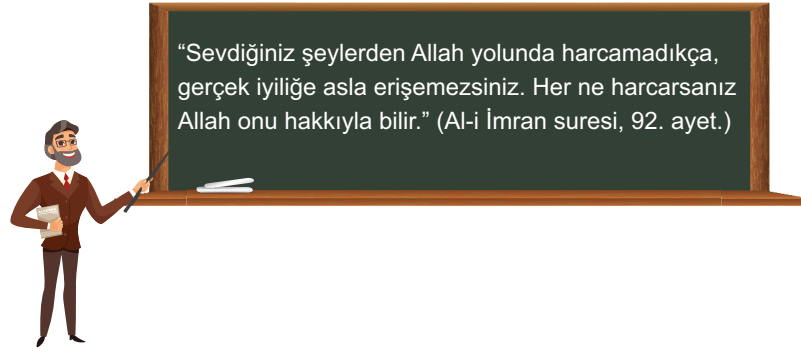 “Sevdiğiniz şeylerden Allah yolunda harcamadıkça,
gerçek iyiliğe asla erişemezsiniz. Her ne harcarsanız
Allah onu hakkıyla bilir.” (Al-i İmran suresi, 92. ayet.)